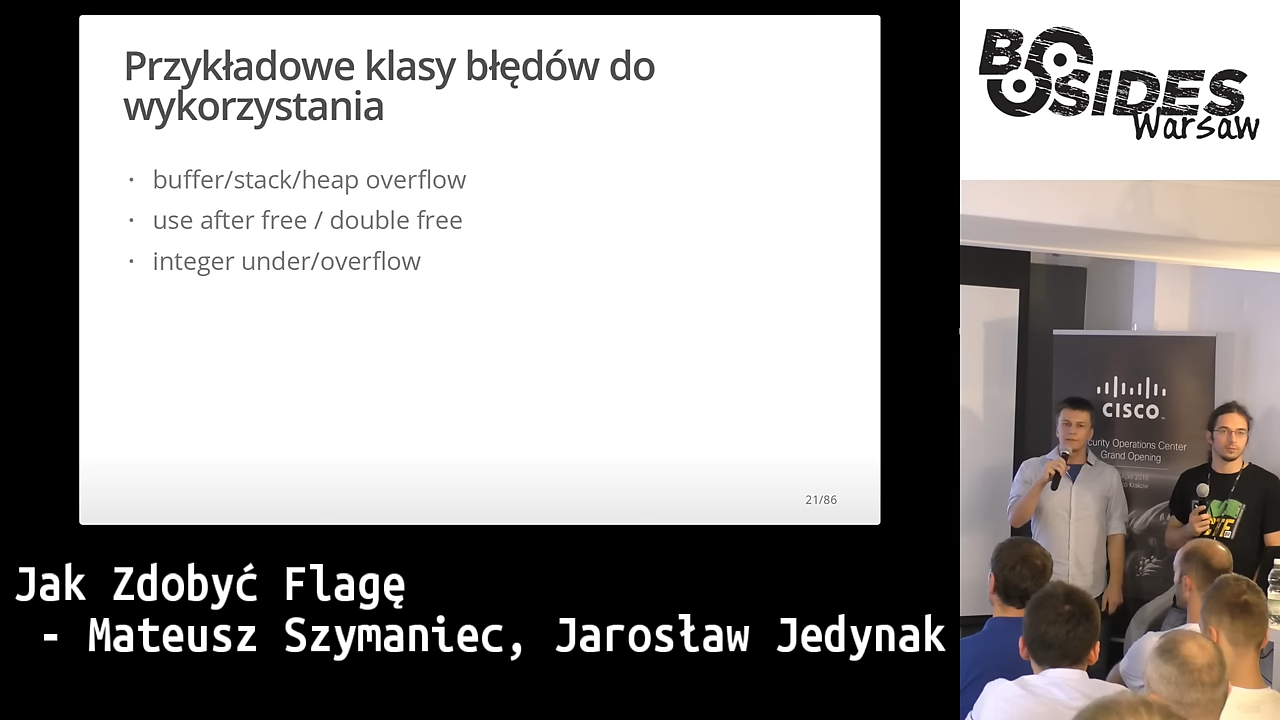 Przykładowe klasy błędów do
wykorzystania
· buffer/stack/heap overflow
· use after free / double free
· integer under/overflow
21/86
Jak Zdobyć Flagę
- Mateusz Szymaniec, Jarosław Jedynak
BSIDES
Warsaw
CISCO
curity Operations Center
Grand Opening